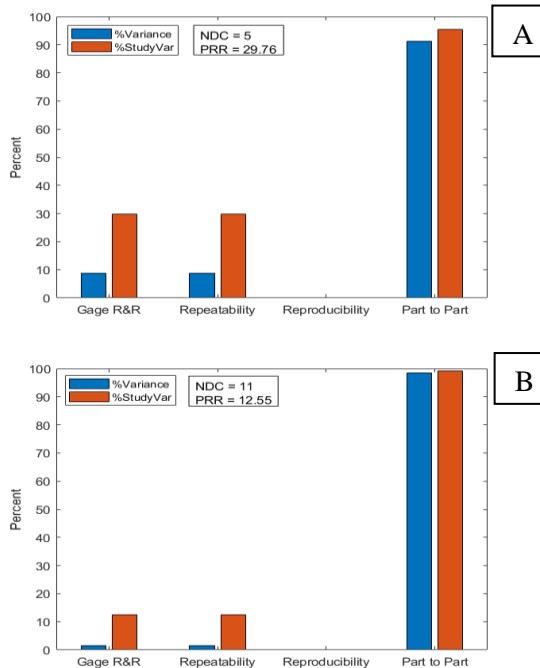 A
100
90
80
70
60
50
40
30
20
10
0
Percent
%Variance
%StudyVar
NDC = 5
PRR = 29.76
Gage R&R Repeatability Reproducibility Part to Part
B
100
90
80
70
60
50
40
30
20
10
0
Percent
%Variance
%StudyVar
NDC = 11
PRR = 12.55
Gage R&R Repeatability Reproducibility Part to Part